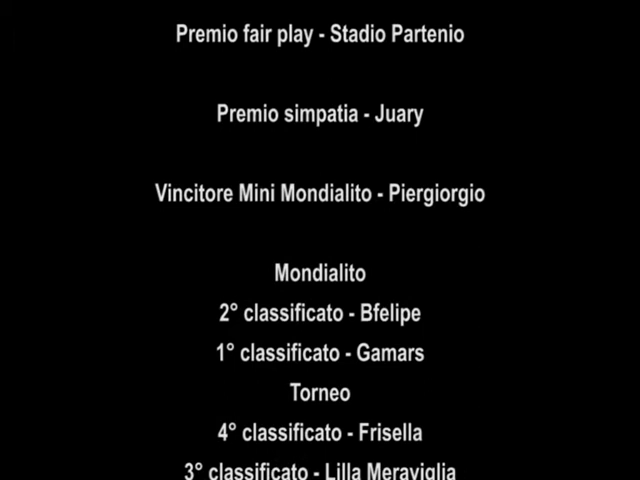 Premio fair play - Stadio Partenio
Premio simpatia - Juary
Vincitore Mini Mondialito - Piergiorgio
Mondialito
2° classificato - Bfelipe
1° classificato - Gamars
Torneo
4° classificato - Frisella
3° classificato - Lilla Meraviglia